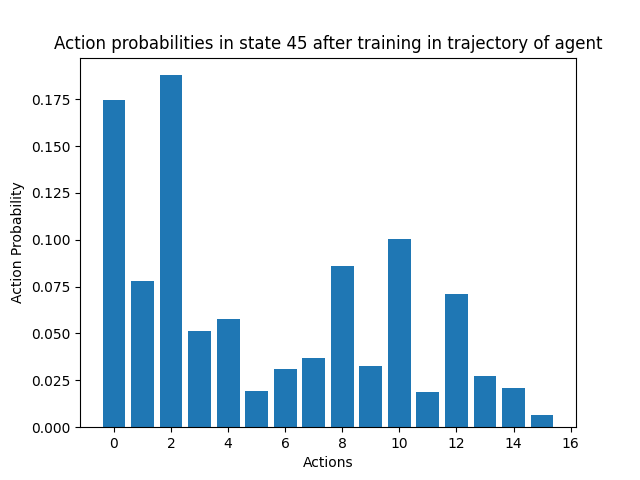 Action probabilities in state 45 after training in trajectory of agent
0.175
0.150
0.125
0.100
0.075
0.050
0.025
0.000
Action Probability
0 2 4 6 8 10 12 14 16
Actions